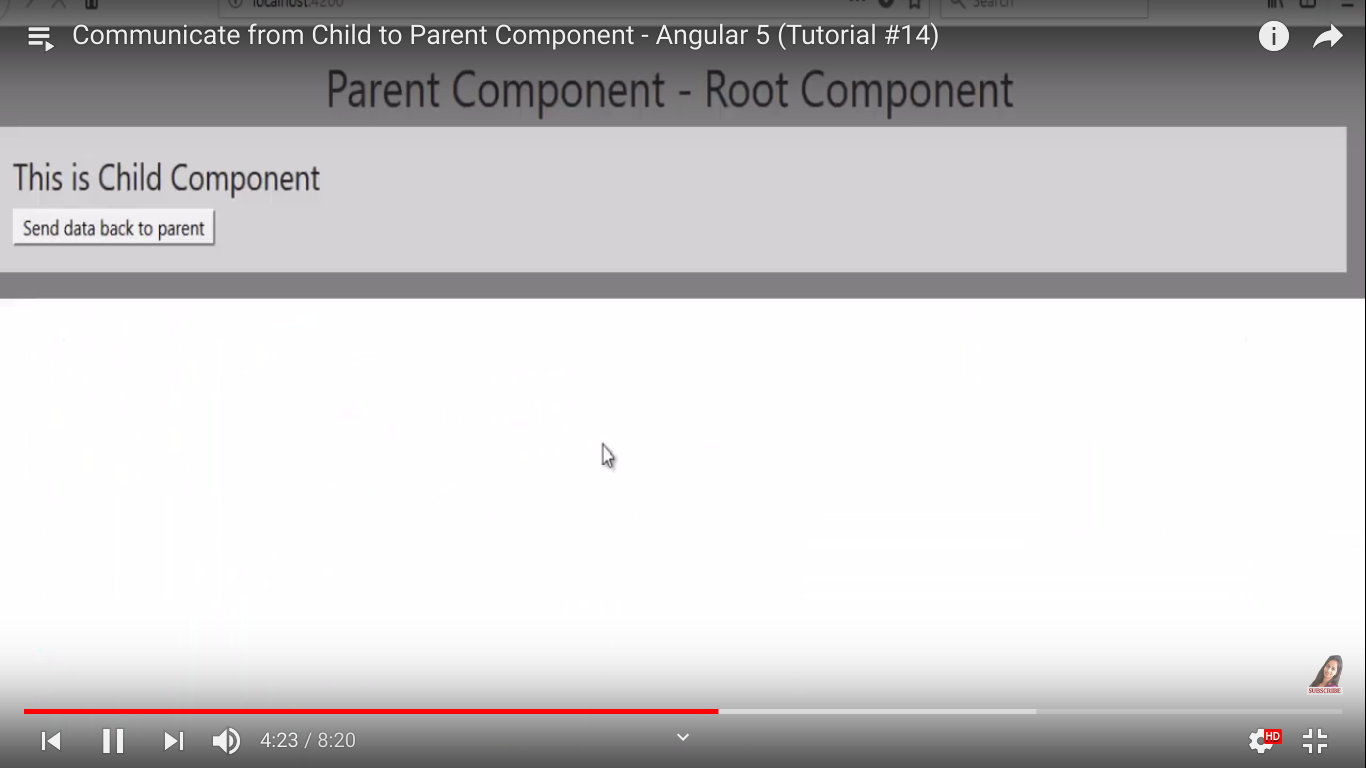 localhost:4200
Search
Communicate from Child to Parent Component - Angular 5 (Tutorial #14)
Parent Component - Root Component
This is Child Component
Send data back to parent
SUBSCRIBE
4:23 / 8:20
HD